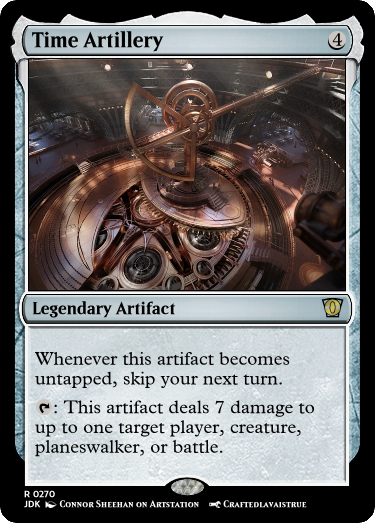 Time Artillery 4
Legendary Artifact
Whenever this artifact becomes
untapped, skip your next turn.
: This artifact deals 7 damage to
up to one target player, creature,
planeswalker, or battle.
R 0270
JDK Connor Sheehan on Artstation Craftedlavaistrue